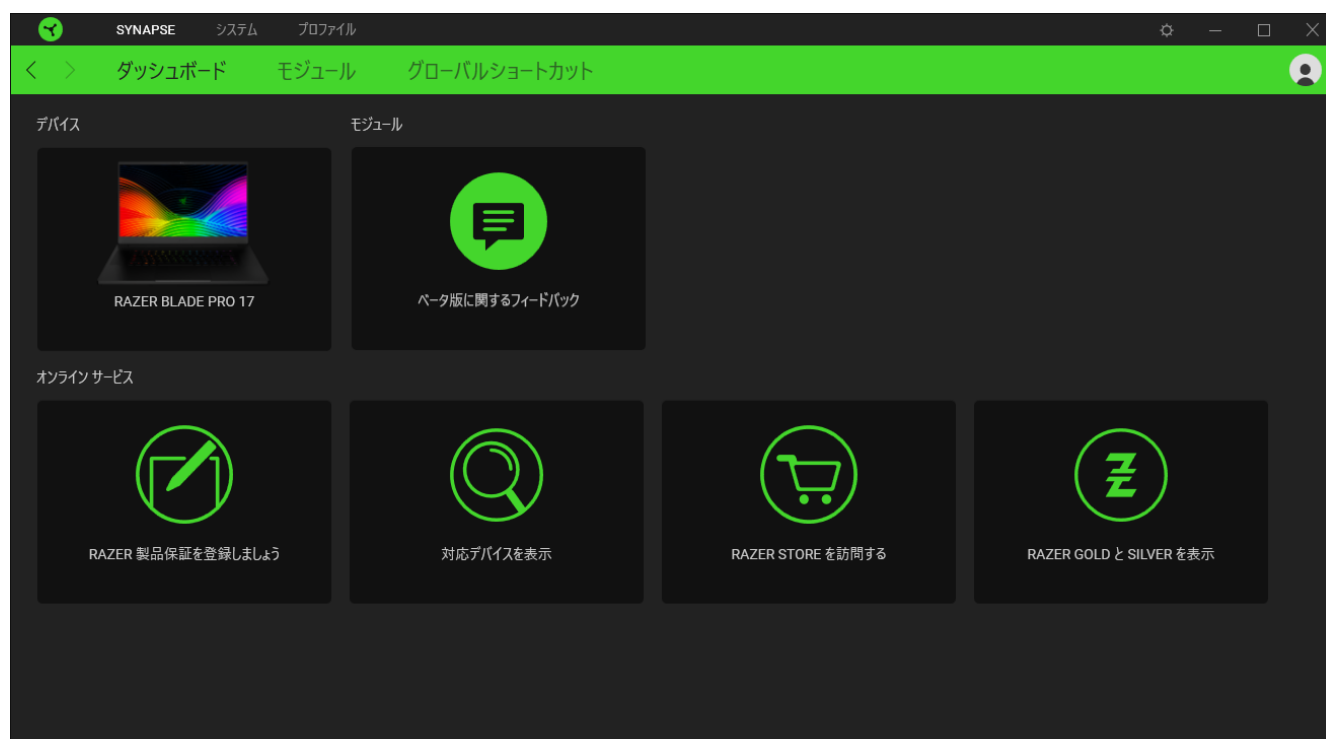 SYNAPSE システム プロファイル
ダッシュボード モジュール グローバルショートカット
デバイス モジュール
RAZER BLADE PRO 17 ベータ版に関するフィードバック
オンライン サービス
RAZER 製品保証を登録しましょう 対応デバイスを表示 RAZER STORE を訪問する RAZER GOLD と SILVER を表示